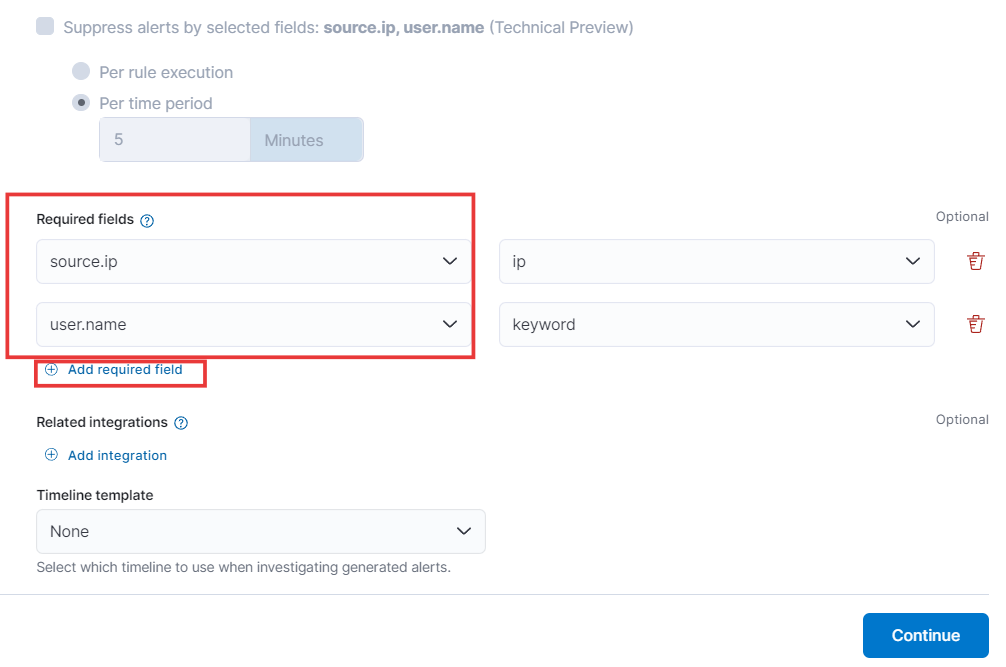 Suppress alerts by selected fields: source.ip, user.name (Technical Preview)
Per rule execution
Per time period
5 Minutes
Required fields Optional
source.ip ip
user.name keyword
Add required field
Related integrations Optional
Add integration
Timeline template
None
Select which timeline to use when investigating generated alerts.
Continue